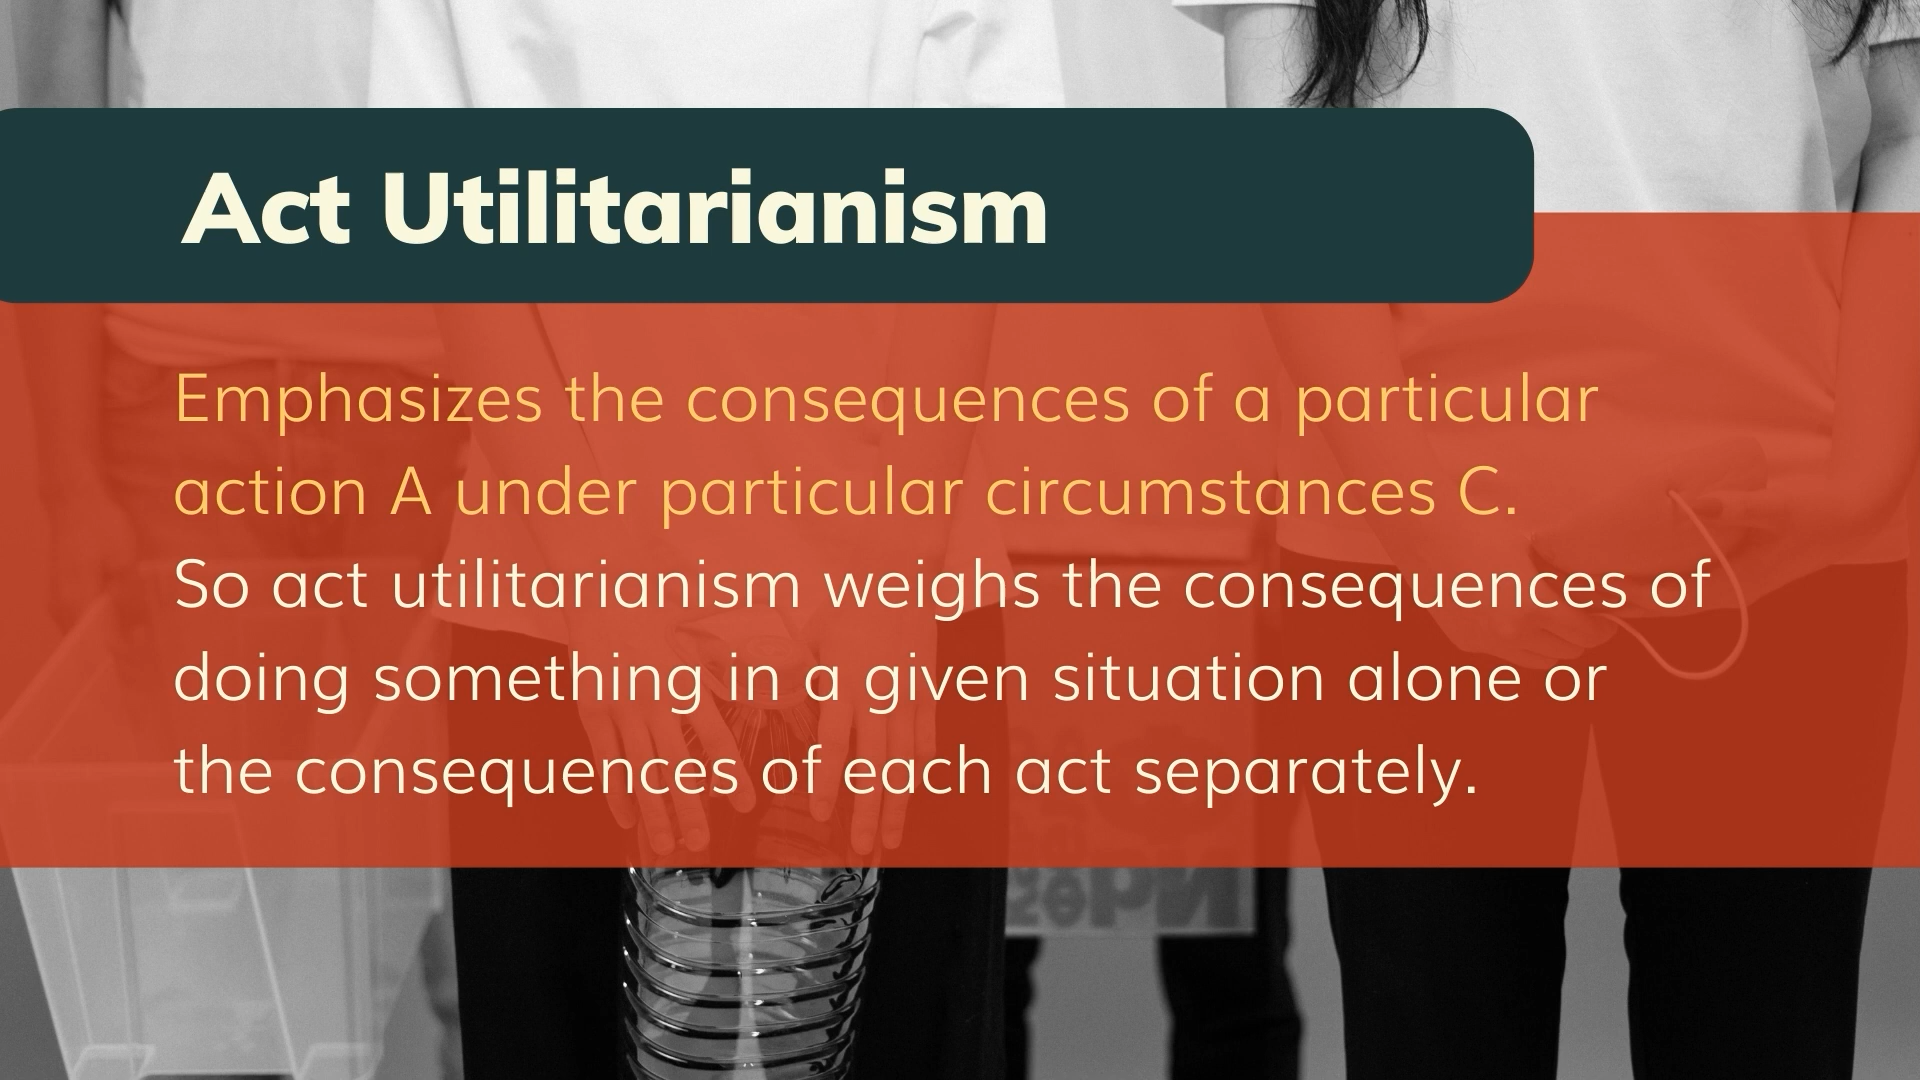 Act Utilitarianism
Emphasizes the consequences of a particular
action A under particular circumstances C.
So act utilitarianism weighs the consequences of
doing something in a given situation alone or
the consequences of each act separately.